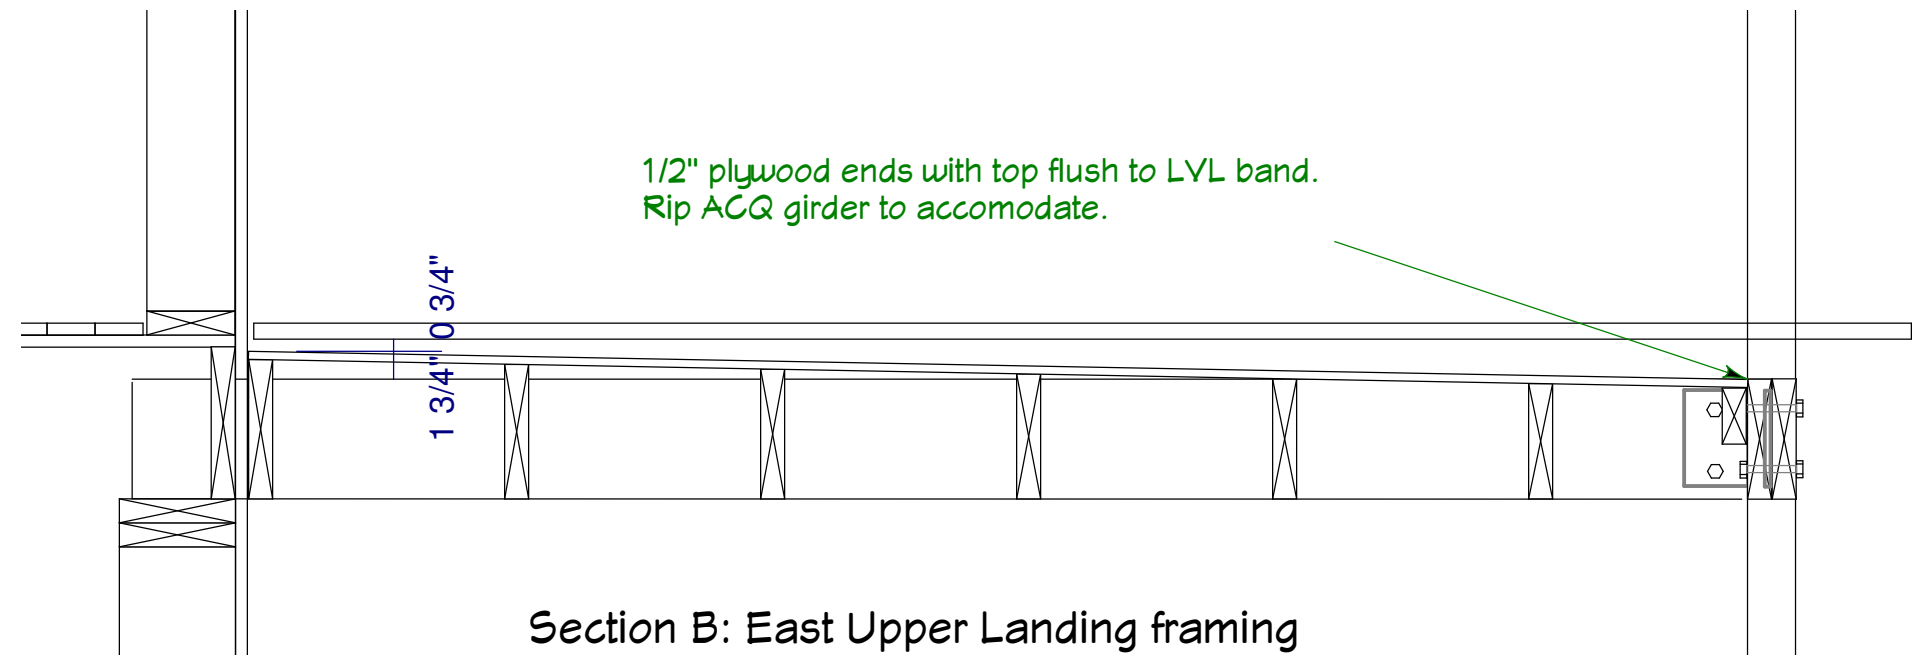 1/2" plywood ends with top flush to LVL band.
Rip ACQ girder to accomodate.
1 3/4" 0 3/4"
Section B: East Upper Landing framing